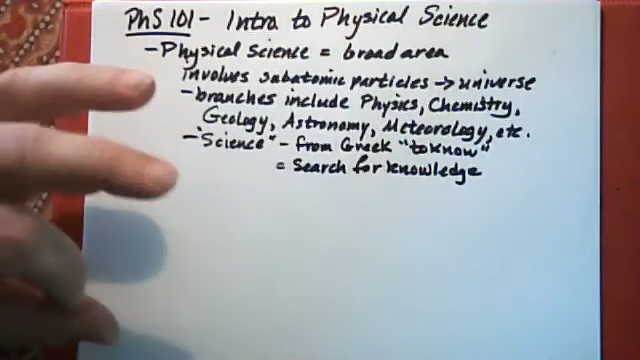 PhS 101 - Intro to Physical Science
- Physical Science = broad area
involves subatomic particles → universe
- branches include Physics, Chemistry,
Geology, Astronomy, Meteorology, etc.
- "Science" - from Greek "to know"
= Search for knowledge